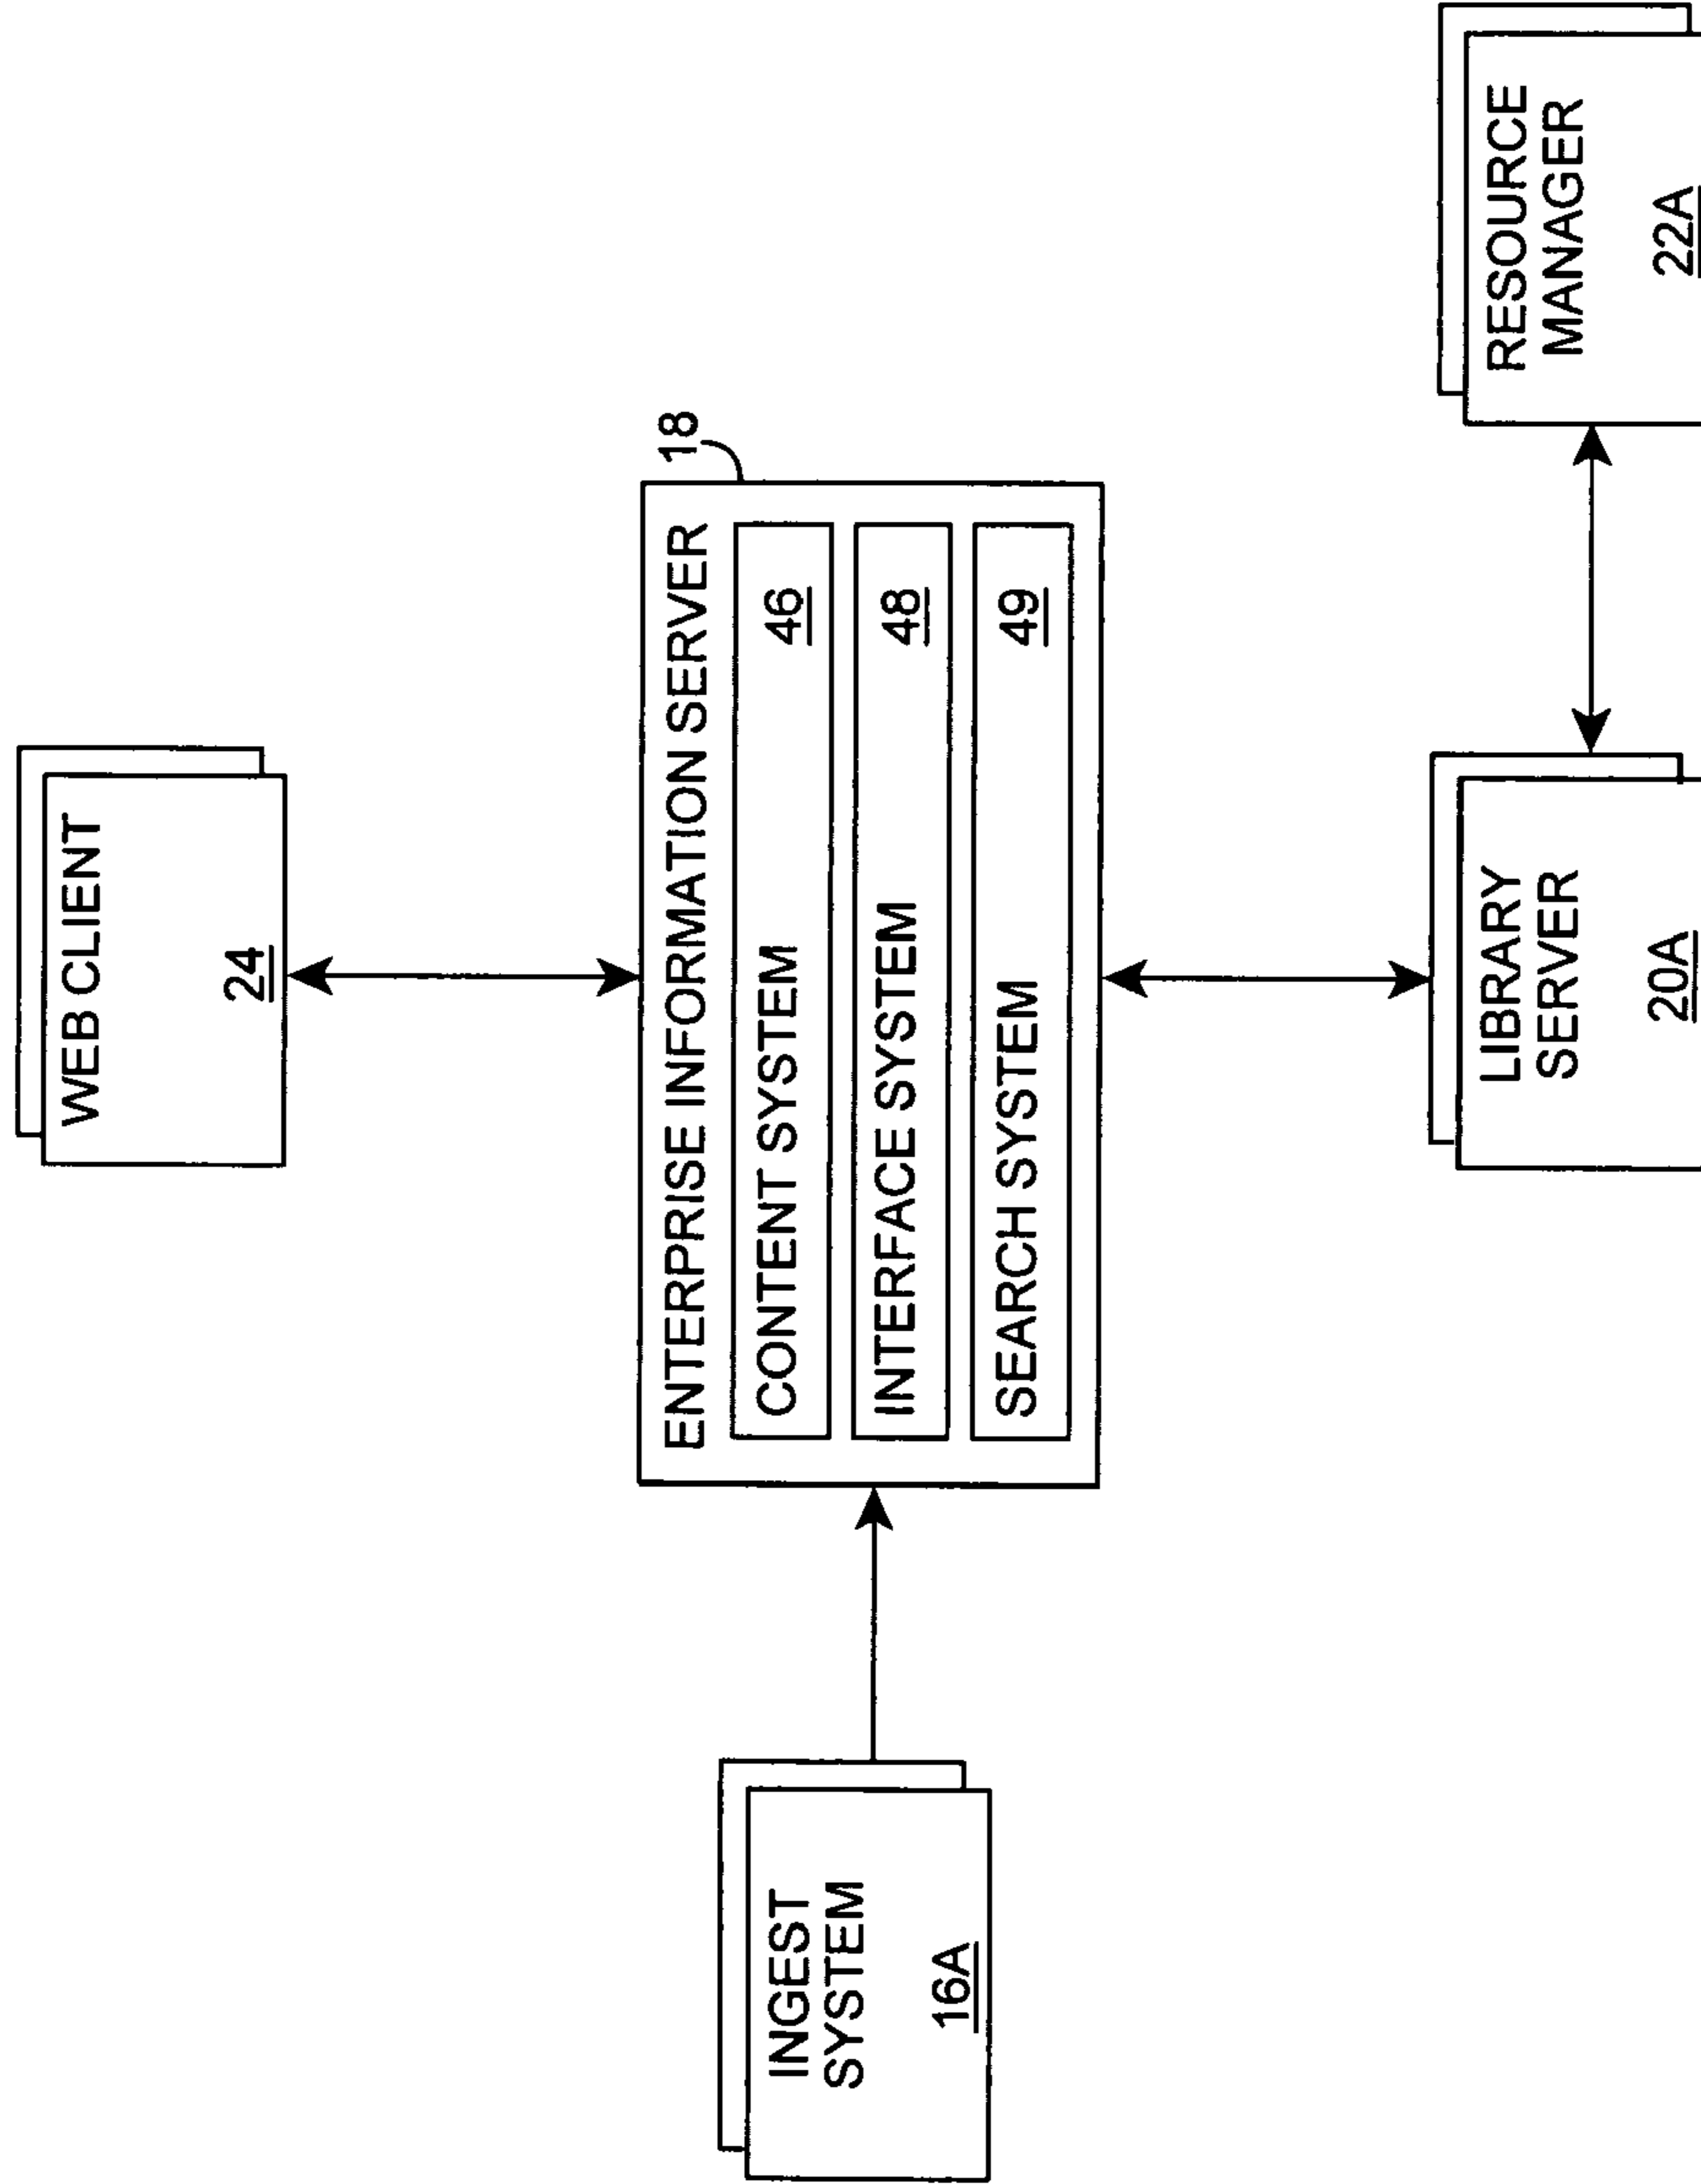 WEB CLIENT
24
18
ENTERPRISE INFORMATION SERVER
CONTENT SYSTEM 46
INTERFACE SYSTEM 48
SEARCH SYSTEM 49
INGEST
SYSTEM
16A
LIBRARY
SERVER
20A
RESOURCE
MANAGER
22A